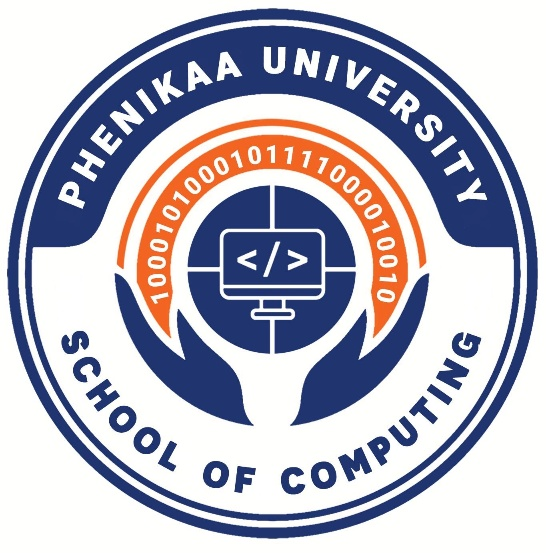 PHENIKAA UNIVERSITY
1000101000101111000010010
</>
SCHOOL OF COMPUTING